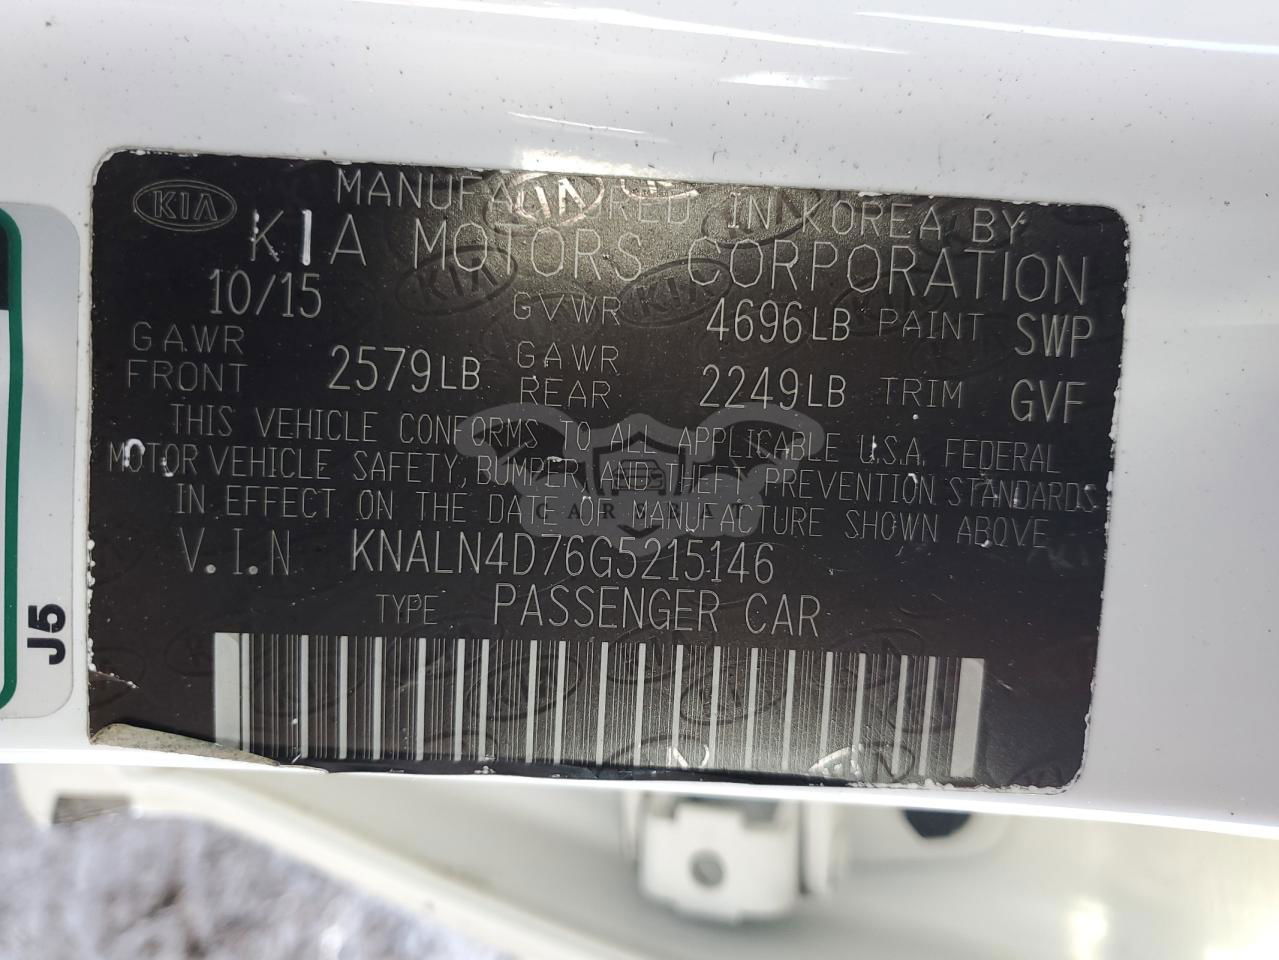 KIA
MANUFACTURED IN KOREA BY
KIA MOTORS CORPORATION
10/15 GVWR 4696LB PAINT SWP
GAWR FRONT 2579LB GAWR REAR 2249LB TRIM GVF
THIS VEHICLE CONFORMS TO ALL APPLICABLE U.S.A. FEDERAL
MOTOR VEHICLE SAFETY, BUMPER, AND THEFT PREVENTION STANDARDS
IN EFFECT ON THE DATE OF MANUFACTURE SHOWN ABOVE
V.I.N KNALN4D76G5215146
TYPE PASSENGER CAR
J5
CARMBAT